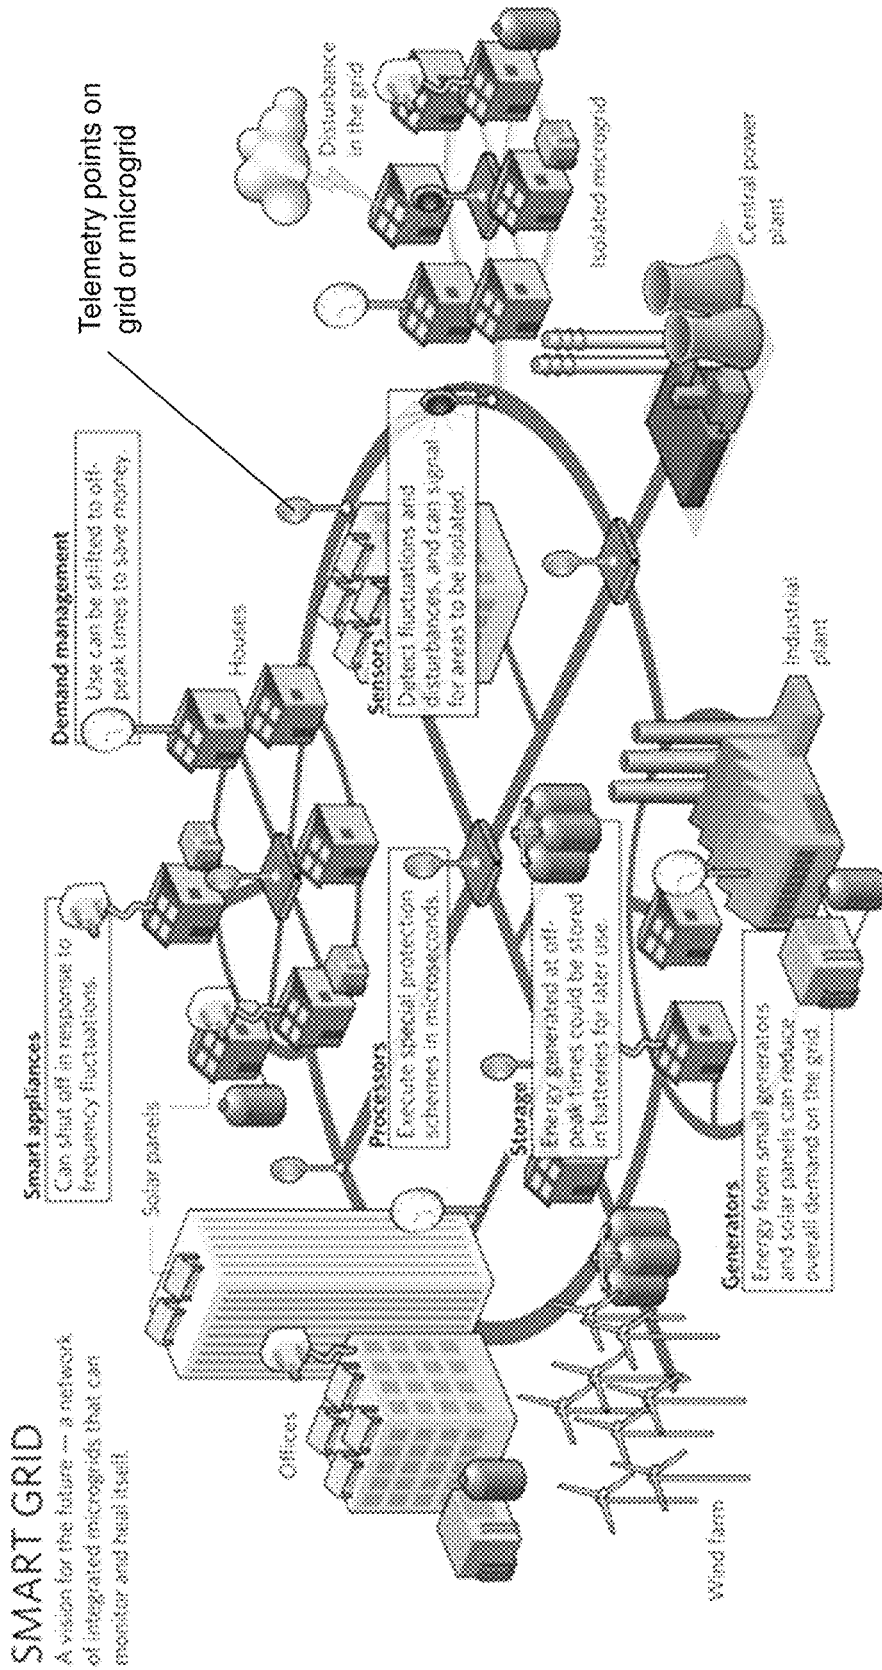 SMART GRID
A vision for the future — a network
of integrated microgrids that can
monitor and heal itself.
Smart appliances
Can shut off in response to
frequency fluctuations.
Demand management
Use can be shifted to off-
peak times to save money.
Telemetry points on
grid or microgrid
Solar panels
Houses
Offices
Disturbance
in the grid
Processors
Execute special protection
schemes in microseconds.
Sensors
Detect fluctuations and
disturbances, and can signal
for areas to be isolated.
Storage
Energy generated at off-
peak times could be stored
in batteries for later use.
Isolated microgrid
Wind farm
Generators
Energy from small generators
and solar panels can reduce
overall demand on the grid.
Industrial
plant
Central power
plant